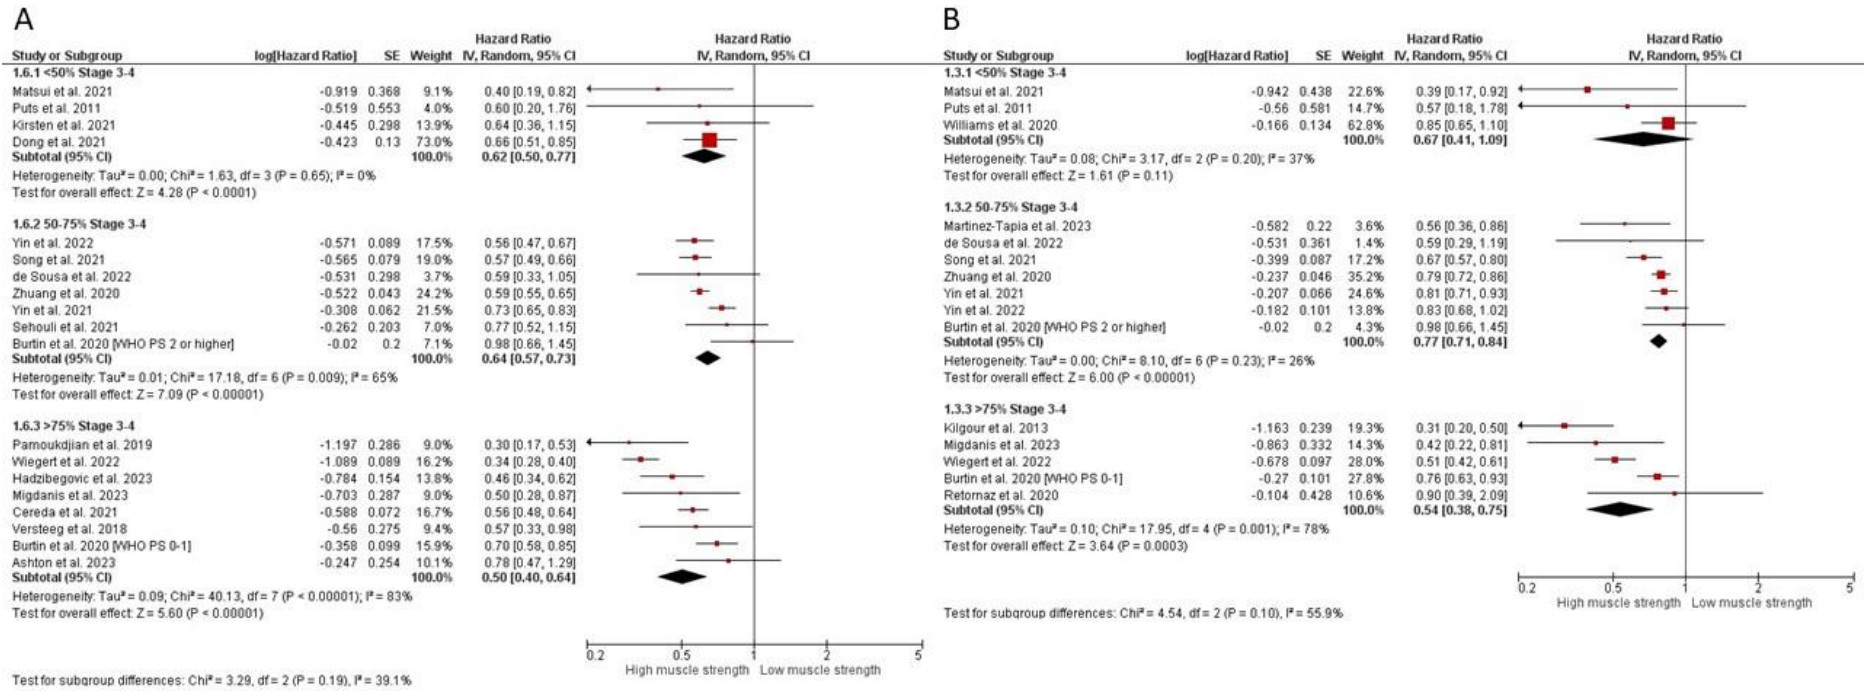 A
Hazard Ratio Hazard Ratio
Study or Subgroup log[Hazard Ratio] SE Weight IV, Random, 95% CI IV, Random, 95% CI
1.6.1 <50% Stage 3-4
Matsui et al. 2021 -0.919 0.368 9.1% 0.40 [0.19, 0.82]
Puts et al. 2011 -0.519 0.553 4.0% 0.60 [0.20, 1.76]
Kirsten et al. 2021 -0.445 0.298 13.9% 0.64 [0.36, 1.15]
Dong et al. 2021 -0.423 0.13 73.0% 0.66 [0.51, 0.85]
Subtotal (95% CI) 100.0% 0.62 [0.50, 0.77]
Heterogeneity: Tau² = 0.00; Chi² = 1.63, df = 3 (P = 0.65); I² = 0%
Test for overall effect: Z = 4.28 (P < 0.0001)
1.6.2 50-75% Stage 3-4
Yin et al. 2022 -0.571 0.089 17.5% 0.56 [0.47, 0.67]
Song et al. 2021 -0.565 0.079 19.0% 0.57 [0.49, 0.66]
de Sousa et al. 2022 -0.531 0.298 3.7% 0.59 [0.33, 1.05]
Zhuang et al. 2020 -0.522 0.043 24.2% 0.59 [0.55, 0.65]
Yin et al. 2021 -0.308 0.062 21.5% 0.73 [0.65, 0.83]
Sehouli et al. 2021 -0.262 0.203 7.0% 0.77 [0.52, 1.15]
Burtin et al. 2020 [WHO PS 2 or higher] -0.02 0.2 7.1% 0.98 [0.66, 1.45]
Subtotal (95% CI) 100.0% 0.64 [0.57, 0.73]
Heterogeneity: Tau² = 0.01; Chi² = 17.18, df = 6 (P = 0.009); I² = 65%
Test for overall effect: Z = 7.09 (P < 0.00001)
1.6.3 >75% Stage 3-4
Pamoukdjian et al. 2019 -1.197 0.286 9.0% 0.30 [0.17, 0.53]
Wiegert et al. 2022 -1.089 0.089 16.2% 0.34 [0.28, 0.40]
Hadzibegovic et al. 2023 -0.784 0.154 13.8% 0.46 [0.34, 0.62]
Migdanis et al. 2023 -0.703 0.287 9.0% 0.50 [0.28, 0.87]
Cereda et al. 2021 -0.588 0.072 16.7% 0.56 [0.48, 0.64]
Versteeg et al. 2018 -0.56 0.275 9.4% 0.57 [0.33, 0.98]
Burtin et al. 2020 [WHO PS 0-1] -0.358 0.099 15.9% 0.70 [0.58, 0.85]
Ashton et al. 2023 -0.247 0.254 10.1% 0.78 [0.47, 1.29]
Subtotal (95% CI) 100.0% 0.50 [0.40, 0.64]
Heterogeneity: Tau² = 0.09; Chi² = 40.13, df = 7 (P < 0.00001); I² = 83%
Test for overall effect: Z = 5.60 (P < 0.00001)
0.2 0.5 1 2 5
High muscle strength Low muscle strength
Test for subgroup differences: Chi² = 3.29, df = 2 (P = 0.19), I² = 39.1%
B
Hazard Ratio Hazard Ratio
Study or Subgroup log[Hazard Ratio] SE Weight IV, Random, 95% CI IV, Random, 95% CI
1.3.1 <50% Stage 3-4
Matsui et al. 2021 -0.942 0.438 22.6% 0.39 [0.17, 0.92]
Puts et al. 2011 -0.56 0.581 14.7% 0.57 [0.18, 1.78]
Williams et al. 2020 -0.166 0.134 62.8% 0.85 [0.65, 1.10]
Subtotal (95% CI) 100.0% 0.67 [0.41, 1.09]
Heterogeneity: Tau² = 0.08; Chi² = 3.17, df = 2 (P = 0.20); I² = 37%
Test for overall effect: Z = 1.61 (P = 0.11)
1.3.2 50-75% Stage 3-4
Martinez-Tapia et al. 2023 -0.582 0.22 3.6% 0.56 [0.36, 0.86]
de Sousa et al. 2022 -0.531 0.361 1.4% 0.59 [0.29, 1.19]
Song et al. 2021 -0.399 0.087 17.2% 0.67 [0.57, 0.80]
Zhuang et al. 2020 -0.237 0.046 35.2% 0.79 [0.72, 0.86]
Yin et al. 2021 -0.207 0.066 24.6% 0.81 [0.71, 0.93]
Yin et al. 2022 -0.182 0.101 13.8% 0.83 [0.68, 1.02]
Burtin et al. 2020 [WHO PS 2 or higher] -0.02 0.2 4.3% 0.98 [0.66, 1.45]
Subtotal (95% CI) 100.0% 0.77 [0.71, 0.84]
Heterogeneity: Tau² = 0.00; Chi² = 8.10, df = 6 (P = 0.23); I² = 26%
Test for overall effect: Z = 6.00 (P < 0.00001)
1.3.3 >75% Stage 3-4
Kilgour et al. 2013 -1.163 0.239 19.3% 0.31 [0.20, 0.50]
Migdanis et al. 2023 -0.863 0.332 14.3% 0.42 [0.22, 0.81]
Wiegert et al. 2022 -0.678 0.097 28.0% 0.51 [0.42, 0.61]
Burtin et al. 2020 [WHO PS 0-1] -0.27 0.101 27.8% 0.76 [0.63, 0.93]
Retornaz et al. 2020 -0.104 0.428 10.6% 0.90 [0.39, 2.09]
Subtotal (95% CI) 100.0% 0.54 [0.38, 0.75]
Heterogeneity: Tau² = 0.10; Chi² = 17.95, df = 4 (P = 0.001); I² = 78%
Test for overall effect: Z = 3.64 (P = 0.0003)
0.2 0.5 1 2 5
High muscle strength Low muscle strength
Test for subgroup differences: Chi² = 4.54, df = 2 (P = 0.10), I² = 55.9%